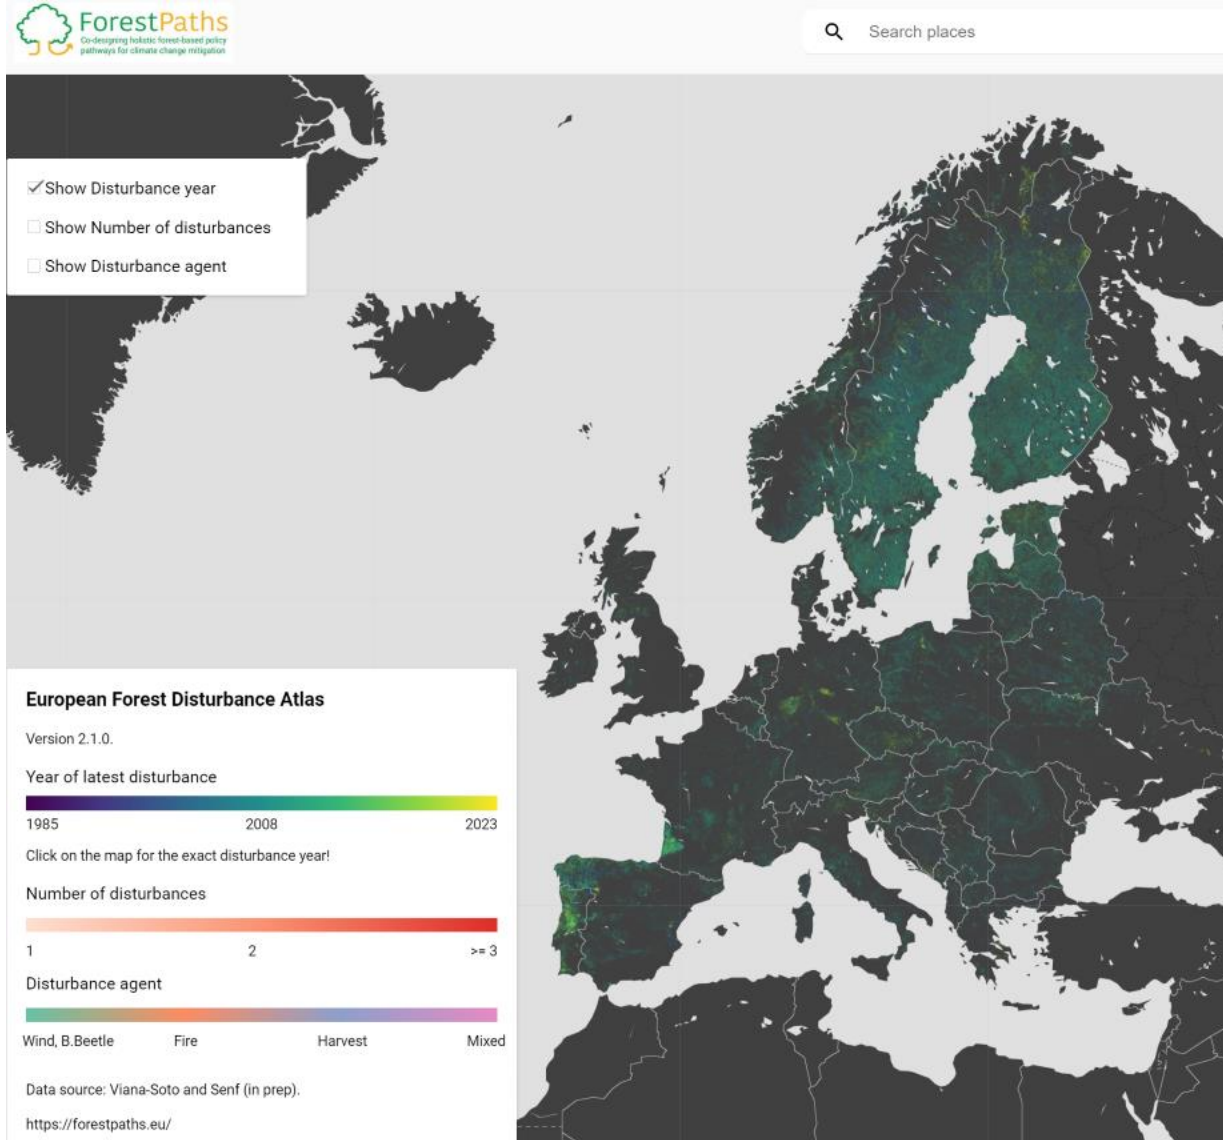 ForestPaths
Co-designing holistic forest-based policy
pathways for climate change mitigation
Search places
Show Disturbance year
Show Number of disturbances
Show Disturbance agent
European Forest Disturbance Atlas
Version 2.1.0.
Year of latest disturbance
1985 2008 2023
Click on the map for the exact disturbance year!
Number of disturbances
1 2 >= 3
Disturbance agent
Wind, B.Beetle Fire Harvest Mixed
Data source: Viana-Soto and Senf (in prep).
https://forestpaths.eu/